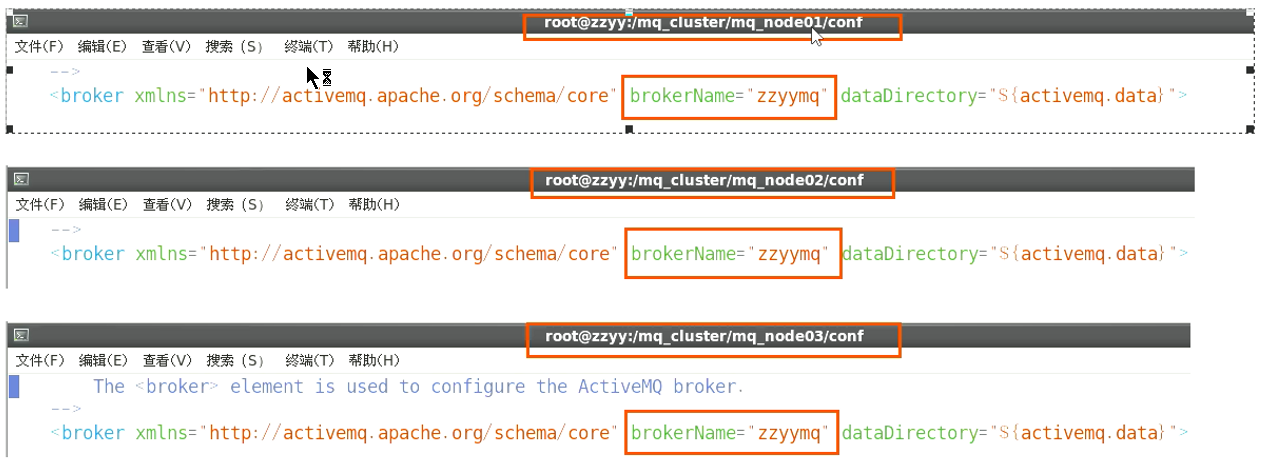 root@zzyy:/mq_cluster/mq_node01/conf
文件(F) 编辑(E) 查看(V) 搜索 (S) 终端(T) 帮助(H)
-->
<broker xmlns="http://activemq.apache.org/schema/core" brokerName="zzyymq" dataDirectory="${activemq.data}">
root@zzyy:/mq_cluster/mq_node02/conf
文件(F) 编辑(E) 查看(V) 搜索 (S) 终端(T) 帮助(H)
-->
<broker xmlns="http://activemq.apache.org/schema/core" brokerName="zzyymq" dataDirectory="${activemq.data}">
root@zzyy:/mq_cluster/mq_node03/conf
文件(F) 编辑(E) 查看(V) 搜索 (S) 终端(T) 帮助(H)
The <broker> element is used to configure the ActiveMQ broker.
-->
<broker xmlns="http://activemq.apache.org/schema/core" brokerName="zzyymq" dataDirectory="${activemq.data}">